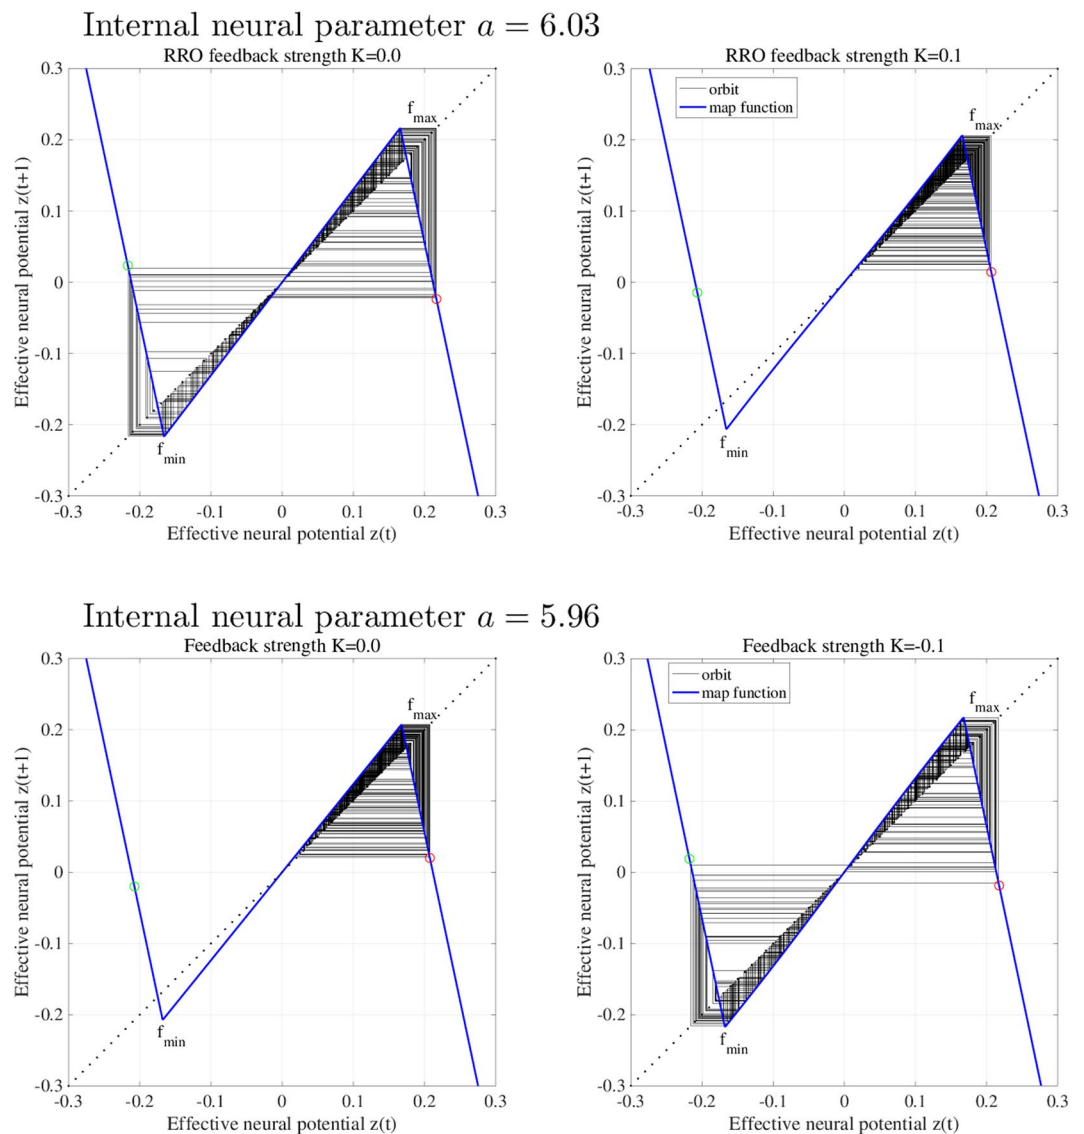 Internal neural parameter a = 6.03
RRO feedback strength K=0.0
0.3
0.2
0.1
0
-0.1
-0.2
-0.3
-0.3 -0.2 -0.1 0 0.1 0.2 0.3
Effective neural potential z(t+1)
Effective neural potential z(t)
fmax
fmin
RRO feedback strength K=0.1
orbit
map function
0.3
0.2
0.1
0
-0.1
-0.2
-0.3
-0.3 -0.2 -0.1 0 0.1 0.2 0.3
Effective neural potential z(t+1)
Effective neural potential z(t)
fmax
fmin
Internal neural parameter a = 5.96
Feedback strength K=0.0
0.3
0.2
0.1
0
-0.1
-0.2
-0.3
-0.3 -0.2 -0.1 0 0.1 0.2 0.3
Effective neural potential z(t+1)
Effective neural potential z(t)
fmax
fmin
Feedback strength K=-0.1
orbit
map function
0.3
0.2
0.1
0
-0.1
-0.2
-0.3
-0.3 -0.2 -0.1 0 0.1 0.2 0.3
Effective neural potential z(t+1)
Effective neural potential z(t)
fmax
fmin